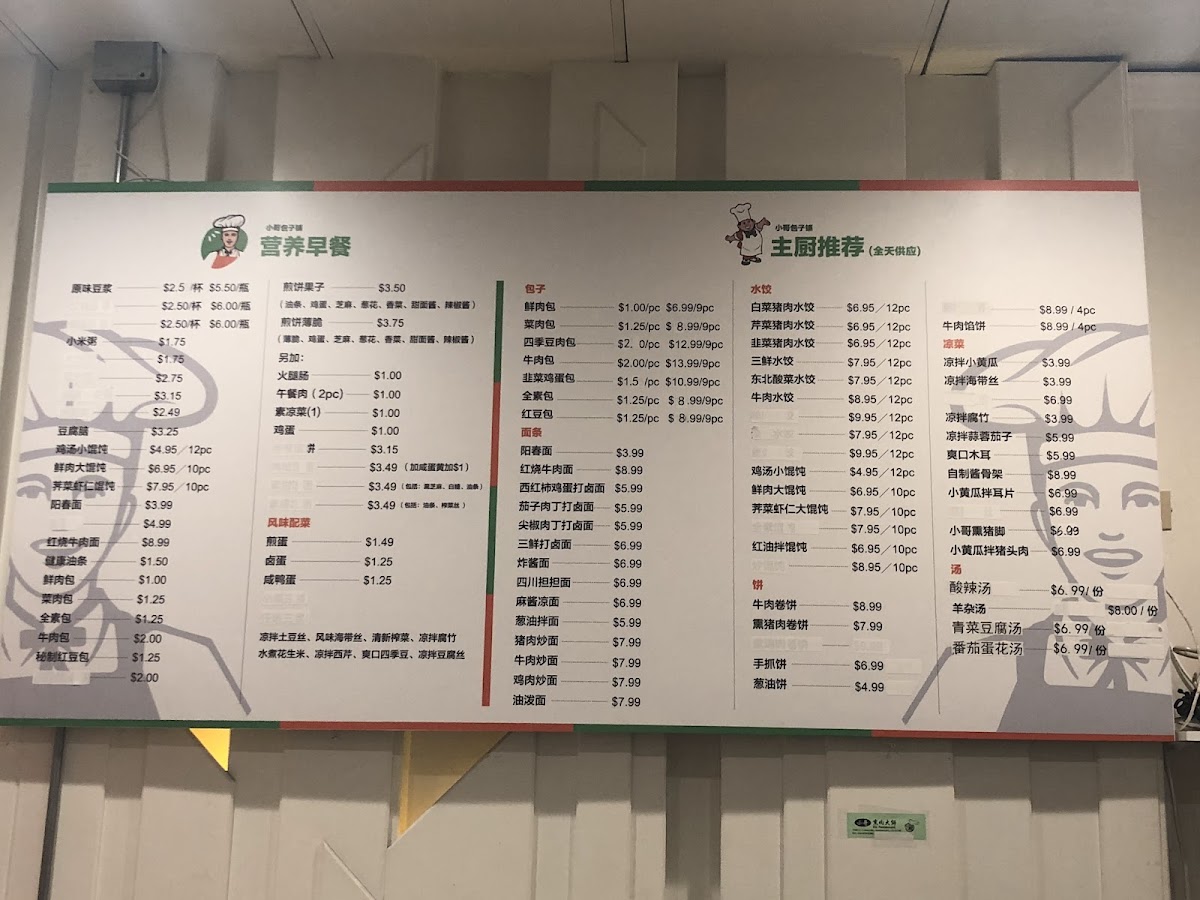 小哥包子铺
营养早餐
原味豆浆 $2.5 /杯 $5.50/瓶
$2.50/杯 $6.00/瓶
$2.50/杯 $6.00/瓶
小米粥 $1.75
$1.75
$2.75
$3.15
$2.49
豆腐脑 $3.25
鸡汤小馄饨 $4.95/12pc
鲜肉大馄饨 $6.95/10pc
荠菜虾仁馄饨 $7.95/10pc
阳春面 $3.99
$4.99
红烧牛肉面 $8.99
健康油条 $1.50
鲜肉包 $1.00
菜肉包 $1.25
全素包 $1.25
牛肉包 $2.00
秘制红豆包 $1.25
$2.00
煎饼果子 $3.50
(油条、鸡蛋、芝麻、葱花、香菜、甜面酱、辣椒酱)
煎饼薄脆 $3.75
(薄脆、鸡蛋、芝麻、葱花、香菜、甜面酱、辣椒酱)
另加:
火腿肠 $1.00
午餐肉(2pc) $1.00
素凉菜(1) $1.00
鸡蛋 $1.00
$3.15
$3.49 (加咸蛋黄加$1)
$3.49 (包括:黑芝麻、白糖、油条)
$3.49 (包括:油条、榨菜丝)
风味配菜
煎蛋 $1.49
卤蛋 $1.25
咸鸭蛋 $1.25
凉拌土豆丝、风味海带丝、清新榨菜、凉拌腐竹
水煮花生米、凉拌西芹、爽口四季豆、凉拌豆腐丝
小哥包子铺
主厨推荐(全天供应)
包子
鲜肉包 $1.00/pc $6.99/9pc
菜肉包 $1.25/pc $ 8.99/9pc
四季豆肉包 $2. 0/pc $12.99/9pc
牛肉包 $2.00/pc $13.99/9pc
韭菜鸡蛋包 $1.5 /pc $10.99/9pc
全素包 $1.25/pc $ 8.99/9pc
红豆包 $1.25/pc $ 8.99/9pc
面条
阳春面 $3.99
红烧牛肉面 $8.99
西红柿鸡蛋打卤面 $5.99
茄子肉丁打卤面 $5.99
尖椒肉丁打卤面 $5.99
三鲜打卤面 $6.99
炸酱面 $6.99
四川担担面 $6.99
麻酱凉面 $6.99
葱油拌面 $5.99
猪肉炒面 $7.99
牛肉炒面 $7.99
鸡肉炒面 $7.99
油泼面 $7.99
水饺
白菜猪肉水饺 $6.95/12pc
芹菜猪肉水饺 $6.95/12pc
韭菜猪肉水饺 $6.95/12pc
三鲜水饺 $7.95/12pc
东北酸菜水饺 $7.95/12pc
牛肉水饺 $8.95/12pc
$9.95/12pc
$7.95/12pc
$9.95/12pc
鸡汤小馄饨 $4.95/12pc
鲜肉大馄饨 $6.95/10pc
荠菜虾仁大馄饨 $7.95/10pc
$7.95/10pc
红油拌馄饨 $6.95/10pc
$8.95/10pc
饼
牛肉卷饼 $8.99
熏猪肉卷饼 $7.99
手抓饼 $6.99
葱油饼 $4.99
$8.99 / 4pc
牛肉馅饼 $8.99 / 4pc
凉菜
凉拌小黄瓜 $3.99
凉拌海带丝 $3.99
$6.99
凉拌腐竹 $3.99
凉拌蒜蓉茄子 $5.99
爽口木耳 $5.99
自制酱骨架 $8.99
小黄瓜拌耳片 $6.99
$6.99
小哥熏猪脚 $6.99
小黄瓜拌猪头肉 $6.99
汤
酸辣汤 $6.99/份
羊杂汤 $8.00/份
青菜豆腐汤 $6.99/份
番茄蛋花汤 $6.99/份